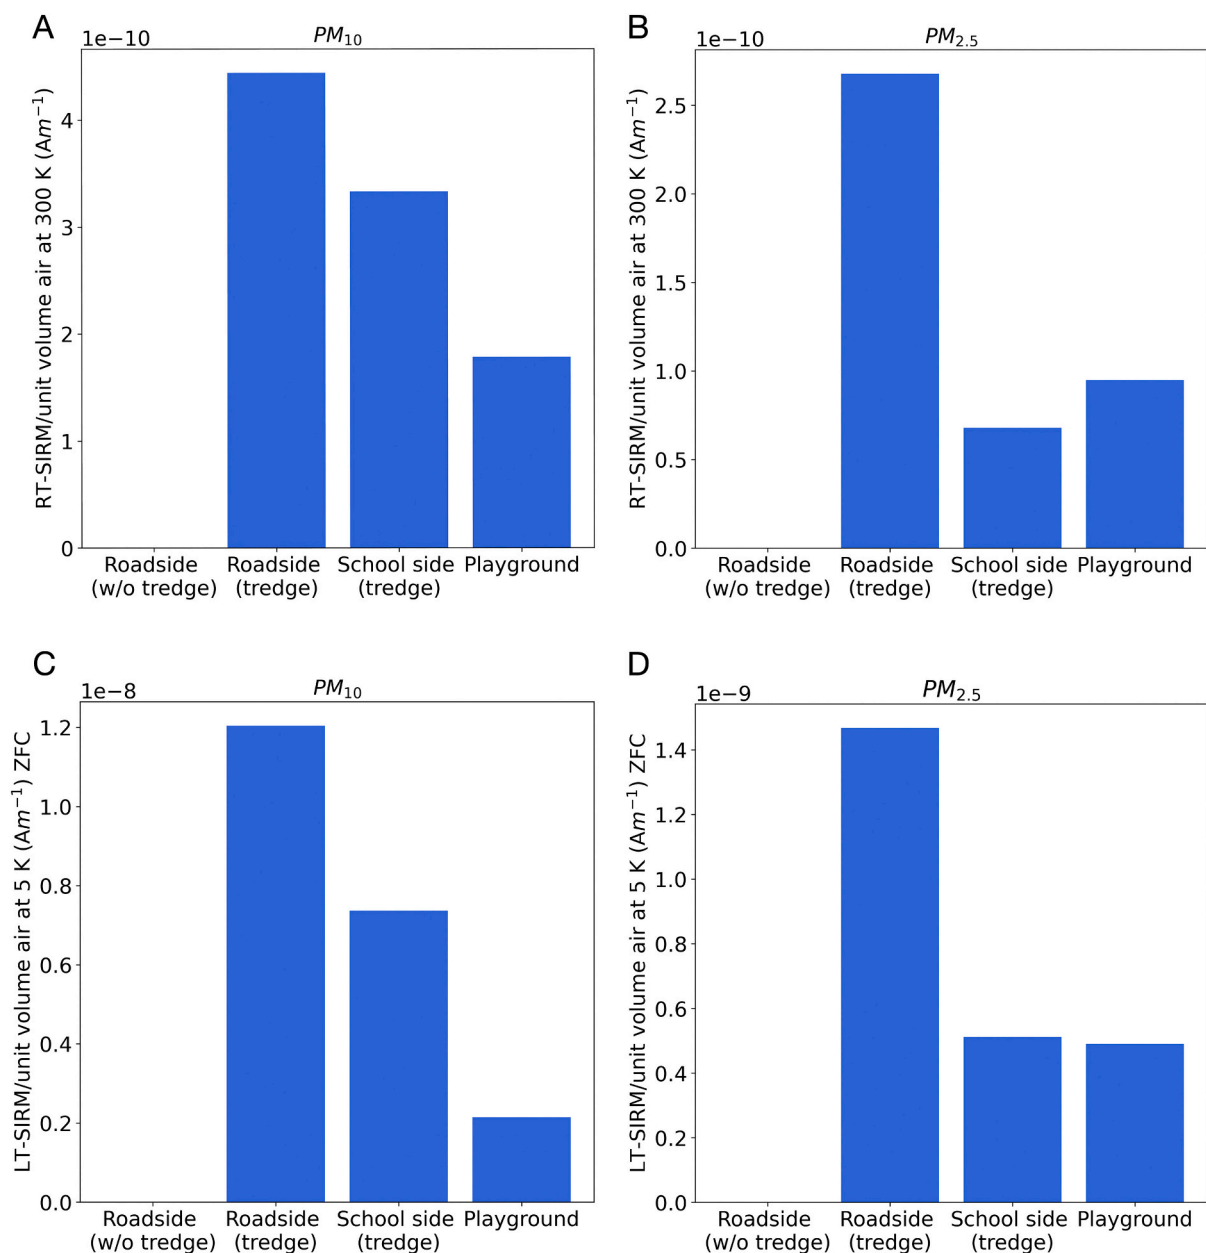 A
1e−10
PM10
RT-SIRM/unit volume air at 300 K (Am−1)
4
3
2
1
0
Roadside
(w/o tredge)
Roadside
(tredge)
School side
(tredge)
Playground
B
1e−10
PM2.5
RT-SIRM/unit volume air at 300 K (Am−1)
2.5
2.0
1.5
1.0
0.5
0.0
Roadside
(w/o tredge)
Roadside
(tredge)
School side
(tredge)
Playground
C
1e−8
PM10
LT-SIRM/unit volume air at 5 K (Am−1) ZFC
1.2
1.0
0.8
0.6
0.4
0.2
0.0
Roadside
(w/o tredge)
Roadside
(tredge)
School side
(tredge)
Playground
D
1e−9
PM2.5
LT-SIRM/unit volume air at 5 K (Am−1) ZFC
1.4
1.2
1.0
0.8
0.6
0.4
0.2
0.0
Roadside
(w/o tredge)
Roadside
(tredge)
School side
(tredge)
Playground